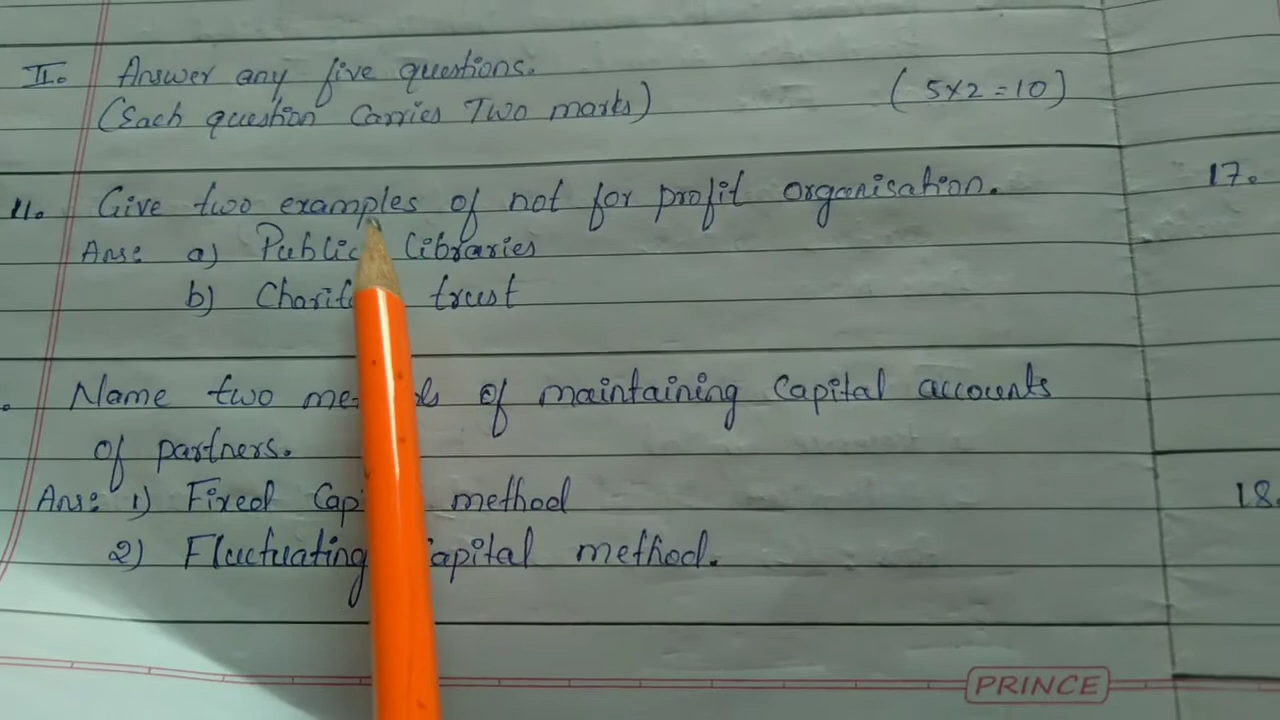 II. Answer any five questions.
(Each question Carries Two marks) (5x2=10)
11. Give two examples of not for profit organisation.
Ans: a) Public Libraries
b) trust
Name two of maintaining Capital accounts
of partners.
Ans: 1) Fixed method
2) Fluctuating Capital method.
17.
18.
PRINCE